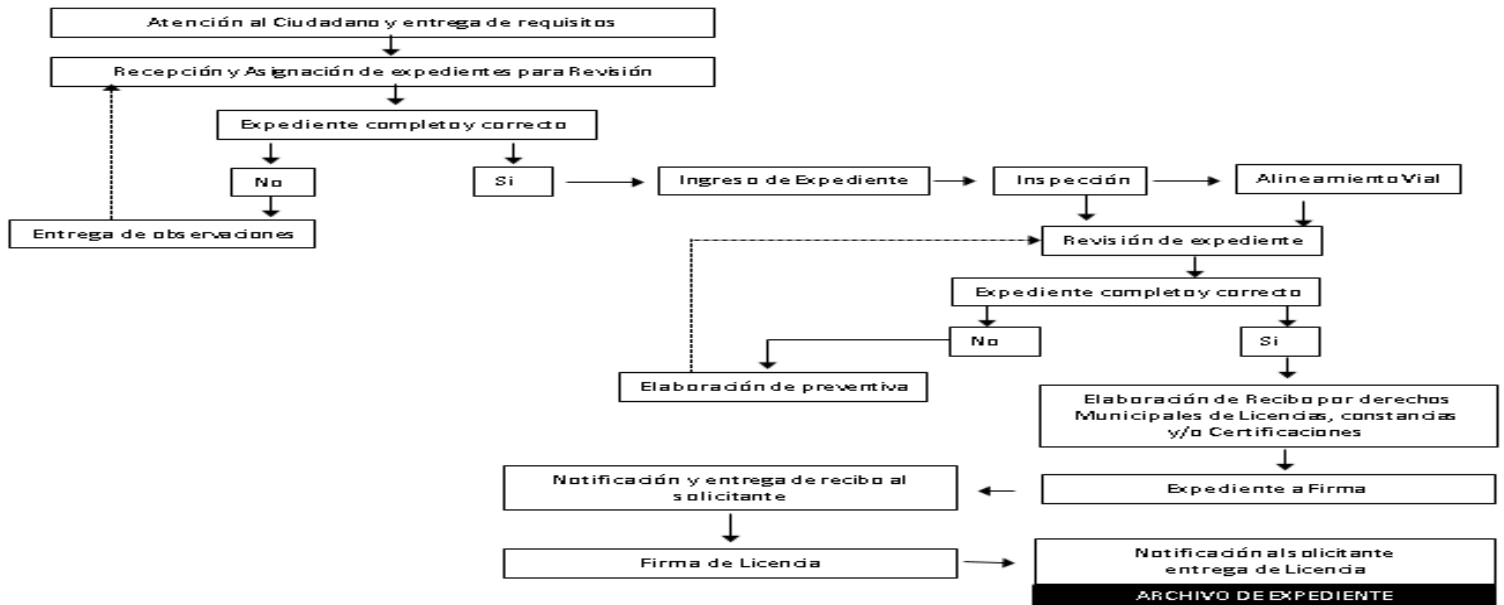 Atención al Ciudadano y entrega de requisitos
Recepción y Asignación de expedientes para Revisión
Expediente completo y correcto
No
Si
Ingreso de Expediente
Inspección
Alineamiento Vial
Entrega de observaciones
Revisión de expediente
Expediente completo y correcto
No
Si
Elaboración de preventiva
Elaboración de Recibo por derechos
Municipales de Licencias, constancias
y/o Certificaciones
Notificación y entrega de recibo al
solicitante
Expediente a Firma
Firma de Licencia
Notificación al solicitante
entrega de Licencia
ARCHIVO DE EXPEDIENTE